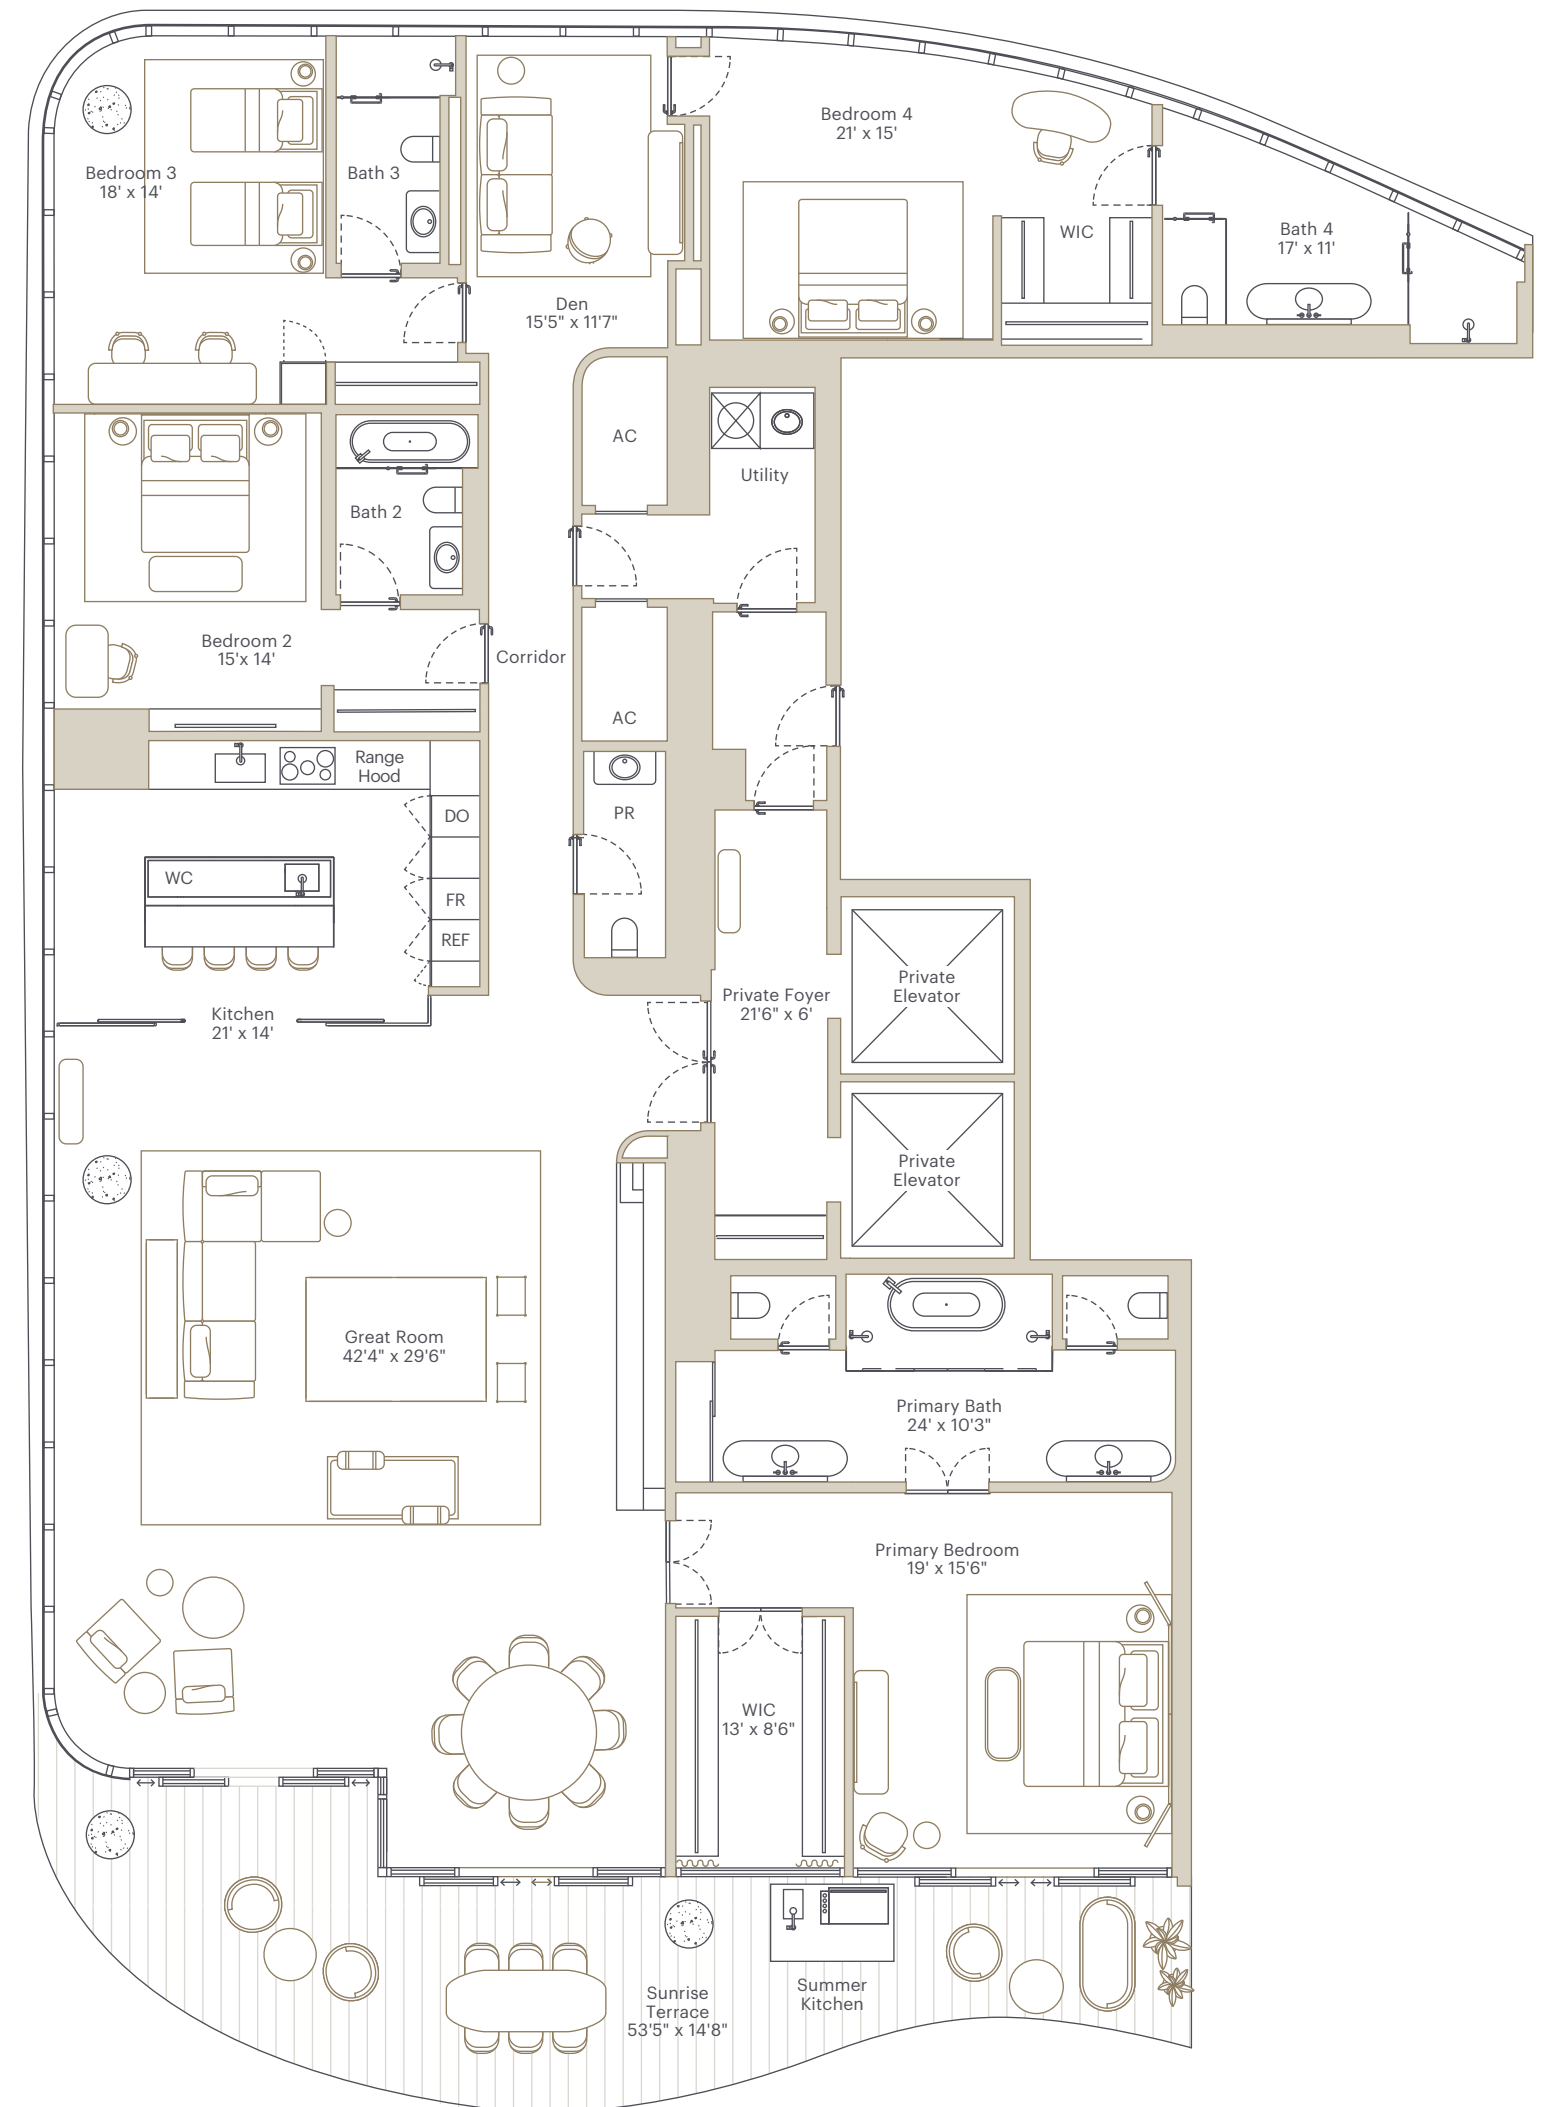 Bedroom 4
21' x 15'
Bedroom 3
18' x 14'
Bath 3
WIC
Bath 4
17' x 11'
Den
15'5" x 11'7"
AC
Utility
Bath 2
Bedroom 2
15'x 14'
Corridor
AC
Range
Hood
DO
PR
WC
FR
REF
Private
Elevator
Private Foyer
21'6" x 6'
Kitchen
21' x 14'
Private
Elevator
Great Room
42'4" x 29'6"
Primary Bath
24' x 10'3"
Primary Bedroom
19' x 15'6"
WIC
13' x 8'6"
Summer
Kitchen
Sunrise
Terrace
53'5" x 14'8"